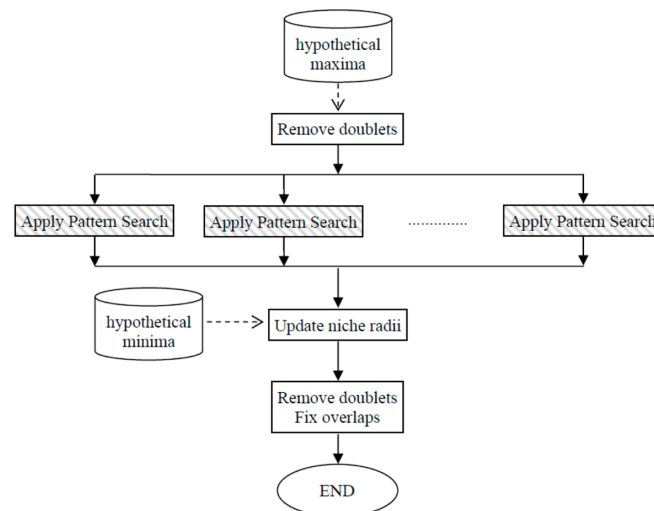 hypothetical
maxima
Remove doublets
Apply Pattern Search
Apply Pattern Search
...............
Apply Pattern Search
hypothetical
minima
Update niche radii
Remove doublets
Fix overlaps
END